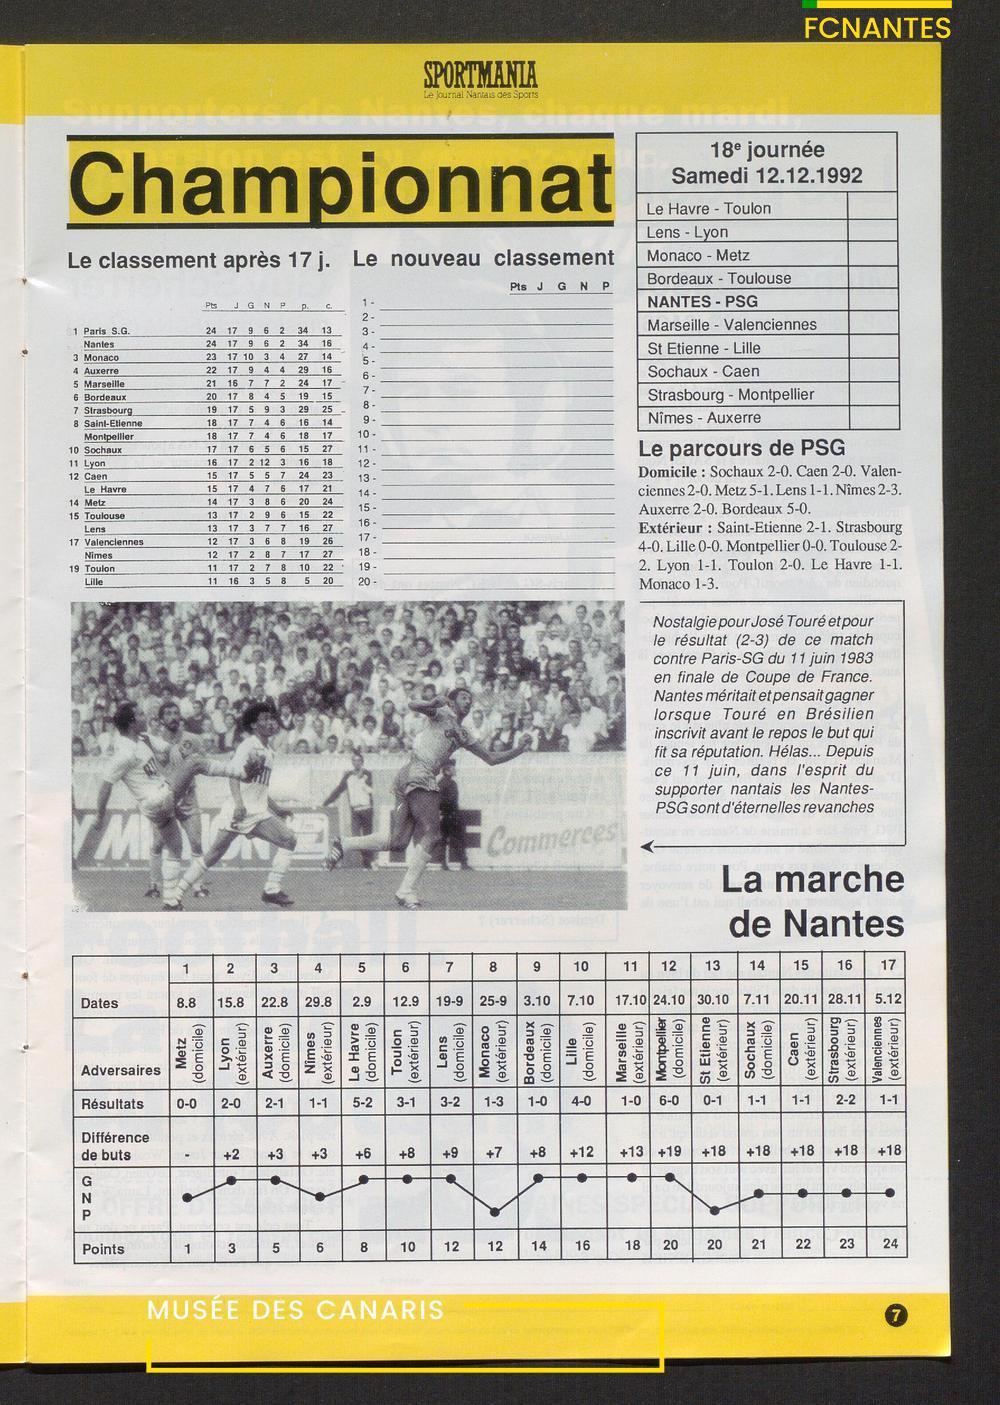 FCNANTES
SPORTMANIA
Le Journal Nantais des Sports
Championnat
Le classement après 17 j.
Pts J G N P p. c.
1 Paris S.G. 24 17 9 6 2 34 13
Nantes 24 17 9 6 2 34 16
3 Monaco 23 17 10 3 4 27 14
4 Auxerre 22 17 9 4 4 29 16
5 Marseille 21 16 7 7 2 24 17
6 Bordeaux 20 17 8 4 5 19 15
7 Strasbourg 19 17 5 9 3 29 25
8 Saint-Etienne 18 17 7 4 6 16 14
Montpellier 18 17 7 4 6 18 17
10 Sochaux 17 17 6 5 6 15 27
11 Lyon 16 17 2 12 3 16 18
12 Caen 15 17 5 5 7 24 23
Le Havre 15 17 4 7 6 17 21
14 Metz 14 17 3 8 6 20 24
15 Toulouse 13 17 2 9 6 15 22
Lens 13 17 3 7 7 16 27
17 Valenciennes 12 17 3 6 8 19 26
Nîmes 12 17 2 8 7 17 27
19 Toulon 11 17 2 7 8 10 22
Lille 11 16 3 5 8 5 20
Le nouveau classement
Pts J G N P
1 -
2 -
3 -
4 -
5 -
6 -
7 -
8 -
9 -
10 -
11 -
12 -
13 -
14 -
15 -
16 -
17 -
18 -
19 -
20 -
18e journée
Samedi 12.12.1992
Le Havre - Toulon
Lens - Lyon
Monaco - Metz
Bordeaux - Toulouse
NANTES - PSG
Marseille - Valenciennes
St Etienne - Lille
Sochaux - Caen
Strasbourg - Montpellier
Nîmes - Auxerre
Le parcours de PSG
Domicile : Sochaux 2-0. Caen 2-0. Valen-
ciennes 2-0. Metz 5-1. Lens 1-1. Nîmes 2-3.
Auxerre 2-0. Bordeaux 5-0.
Extérieur : Saint-Etienne 2-1. Strasbourg
4-0. Lille 0-0. Montpellier 0-0. Toulouse 2-
2. Lyon 1-1. Toulon 2-0. Le Havre 1-1.
Monaco 1-3.
Nostalgie pour José Touré et pour
le résultat (2-3) de ce match
contre Paris-SG du 11 juin 1983
en finale de Coupe de France.
Nantes méritait et pensait gagner
lorsque Touré en Brésilien
inscrivit avant le repos le but qui
fit sa réputation. Hélas... Depuis
ce 11 juin, dans l'esprit du
supporter nantais les Nantes-
PSG sont d'éternelles revanches
Commerces
La marche
de Nantes
1 2 3 4 5 6 7 8 9 10 11 12 13 14 15 16 17
Dates 8.8 15.8 22.8 29.8 2.9 12.9 19-9 25-9 3.10 7.10 17.10 24.10 30.10 7.11 20.11 28.11 5.12
Adversaires Metz (domicile) Lyon (extérieur) Auxerre (domicile) Nîmes (extérieur) Le Havre (domicile) Toulon (extérieur) Lens (domicile) Monaco (extérieur) Bordeaux (domicile) Lille (domicile) Marseille (extérieur) Montpellier (domicile) St Etienne (extérieur) Sochaux (domicile) Caen (extérieur) Strasbourg (extérieur) Valenciennes (extérieur)
Résultats 0-0 2-0 2-1 1-1 5-2 3-1 3-2 1-3 1-0 4-0 1-0 6-0 0-1 1-1 1-1 2-2 1-1
Différence
de buts - +2 +3 +3 +6 +8 +9 +7 +8 +12 +13 +19 +18 +18 +18 +18 +18
G
N
P
Points 1 3 5 6 8 10 12 12 14 16 18 20 20 21 22 23 24
MUSÉE DES CANARIS
7